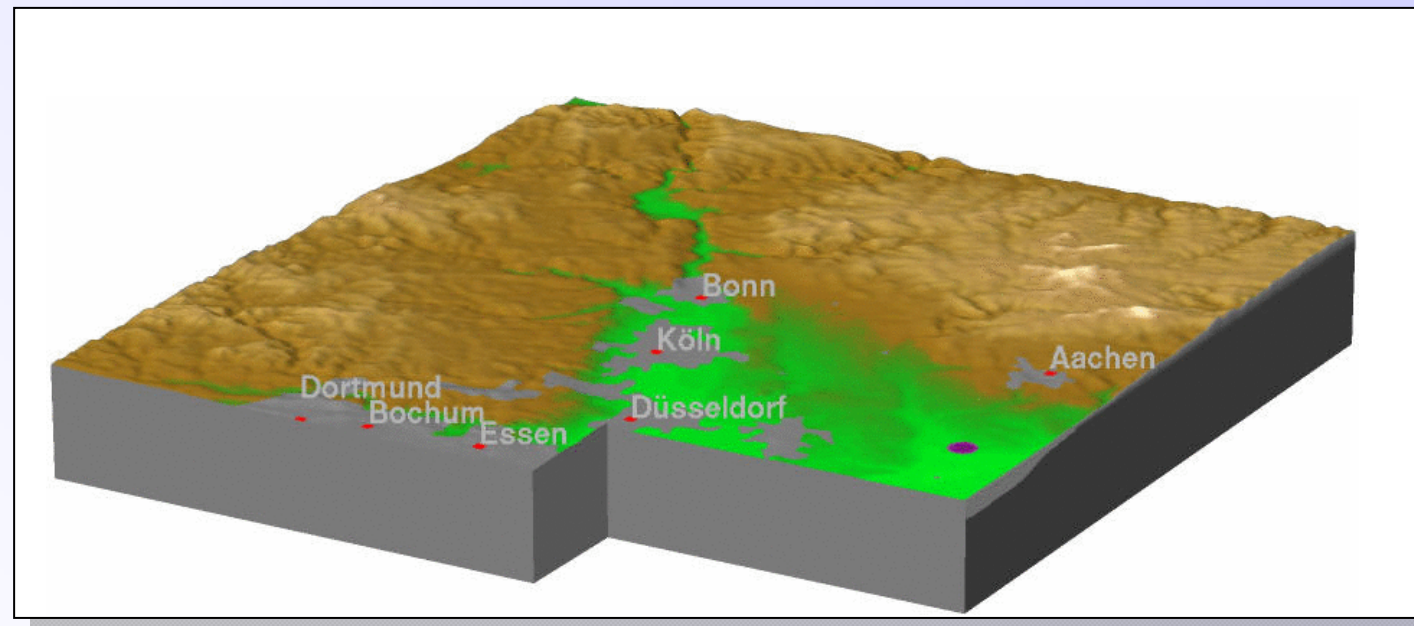 Bonn
Köln
Aachen
Dortmund
Bochum
Düsseldorf
Essen